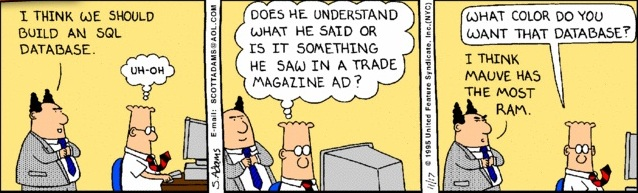 I THINK WE SHOULD
BUILD AN SQL
DATABASE.
UH-OH
E-mail: SCOTTADAMS@AOL.COM
DOES HE UNDERSTAND
WHAT HE SAID OR
IS IT SOMETHING
HE SAW IN A TRADE
MAGAZINE AD?
S.Adams
© 1995 United Feature Syndicate, Inc.(NYC)
WHAT COLOR DO YOU
WANT THAT DATABASE?
I THINK
MAUVE HAS
THE MOST
RAM.
11/17